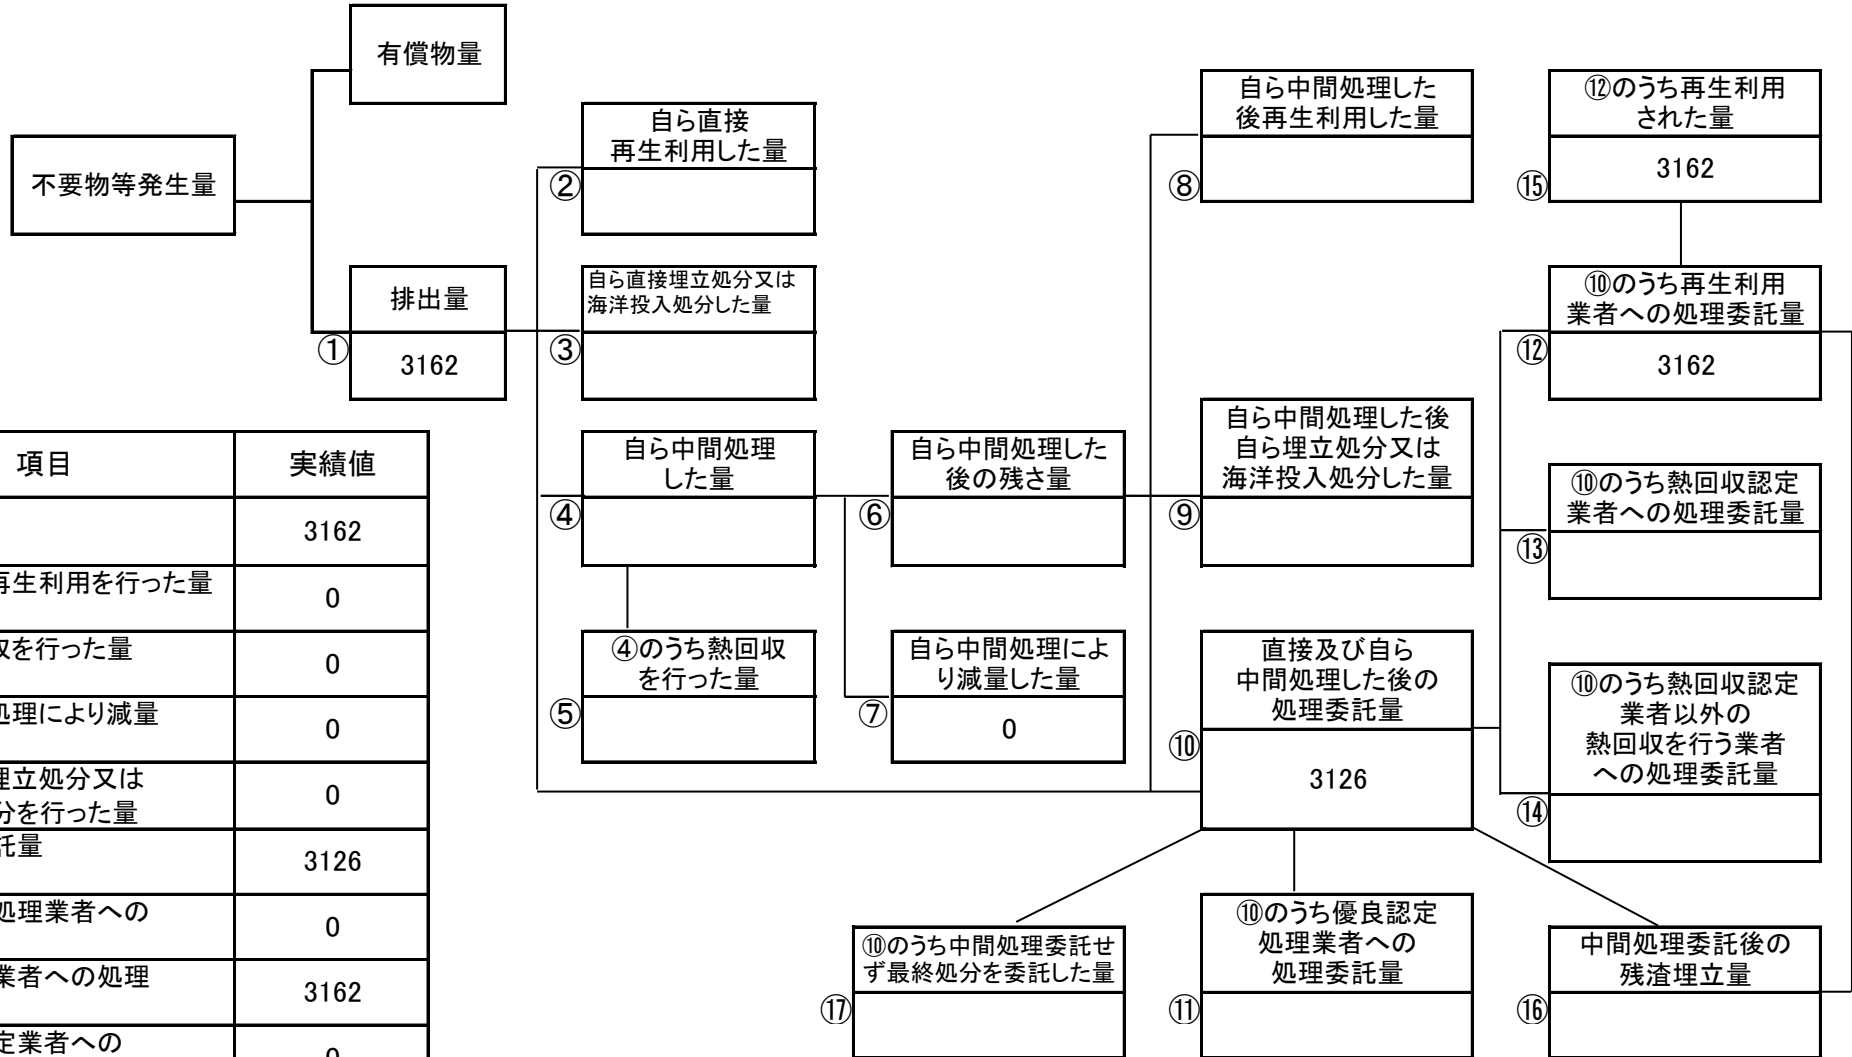 有償物量
不要物等発生量
排出量
①
3162
自ら直接
再生利用した量
②
自ら直接埋立処分又は
海洋投入処分した量
③
自ら中間処理
した量
④
④のうち熱回収
を行った量
⑤
自ら中間処理した
後の残さ量
⑥
自ら中間処理によ
り減量した量
⑦
0
自ら中間処理した
後再生利用した量
⑧
自ら中間処理した後
自ら埋立処分又は
海洋投入処分した量
⑨
直接及び自ら
中間処理した後の
処理委託量
⑩
3126
⑩のうち優良認定
処理業者への
処理委託量
⑪
⑩のうち中間処理委託せ
ず最終処分を委託した量
⑰
⑫のうち再生利用
された量
⑮
3162
⑩のうち再生利用
業者への処理委託量
⑫
3162
⑩のうち熱回収認定
業者への処理委託量
⑬
⑩のうち熱回収認定
業者以外の
熱回収を行う業者
への処理委託量
⑭
中間処理委託後の
残渣埋立量
⑯
項目
実績値
3162
再生利用を行った量
0
を行った量
0
処理により減量
0
埋立処分又は
分を行った量
0
託量
3126
処理業者への
0
業者への処理
3162
定業者への
0